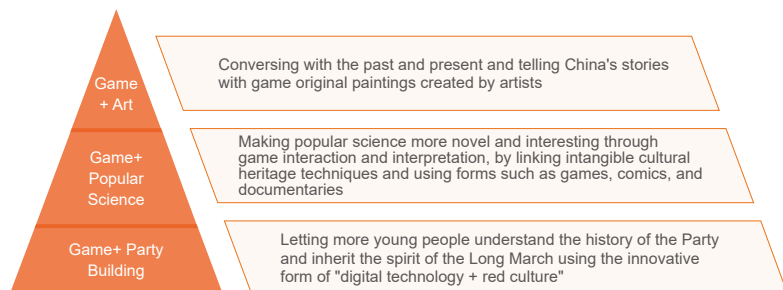 Game
+ Art
Conversing with the past and present and telling China's stories
with game original paintings created by artists
Game+
Popular
Science
Making popular science more novel and interesting through
game interaction and interpretation, by linking intangible cultural
heritage techniques and using forms such as games, comics, and
documentaries
Game+ Party
Building
Letting more young people understand the history of the Party
and inherit the spirit of the Long March using the innovative
form of "digital technology + red culture"